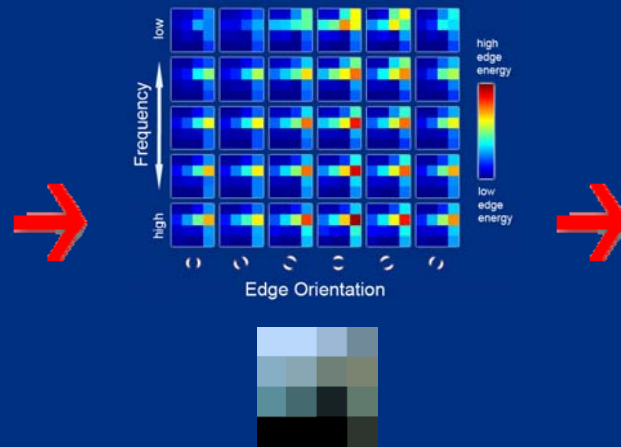 low
Frequency
high
Edge Orientation
high
edge
energy
low
edge
energy